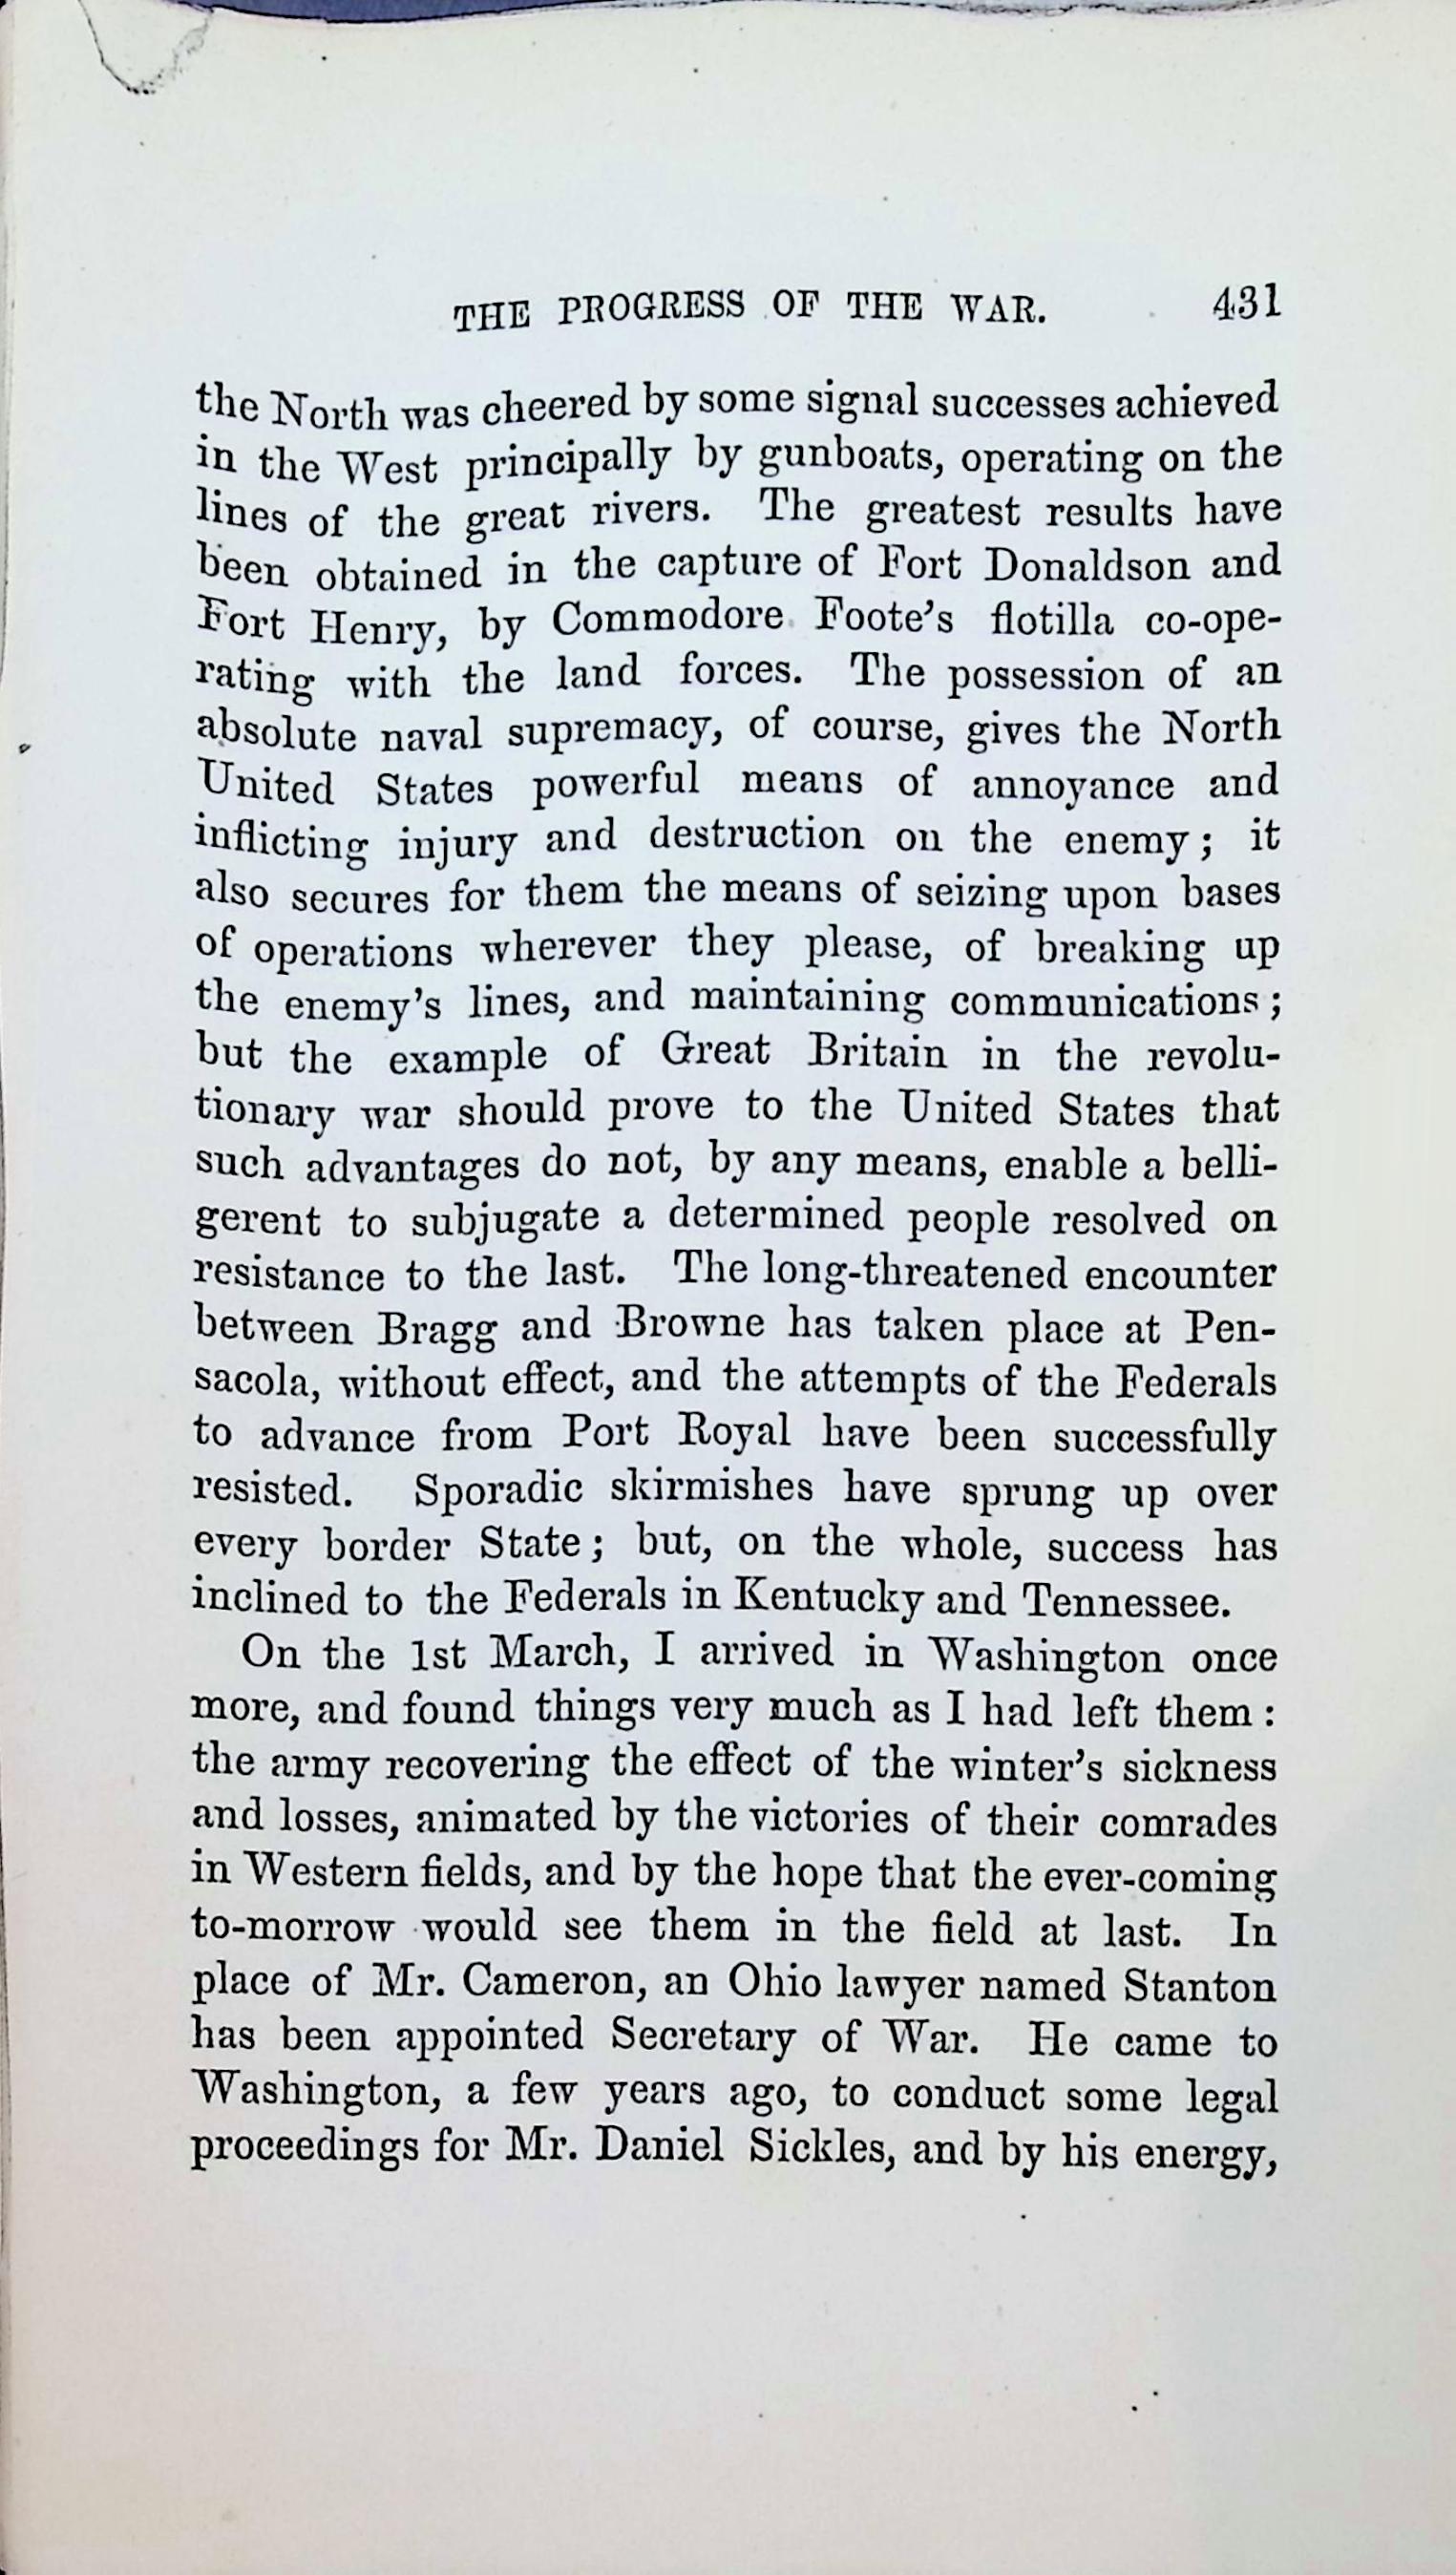 THE PROGRESS OF THE WAR. 431
the North was cheered by some signal successes achieved
in the West principally by gunboats, operating on the
lines of the great rivers. The greatest results have
been obtained in the capture of Fort Donaldson and
Fort Henry, by Commodore Foote's flotilla co-ope-
rating with the land forces. The possession of an
absolute naval supremacy, of course, gives the North
United States powerful means of annoyance and
inflicting injury and destruction on the enemy; it
also secures for them the means of seizing upon bases
of operations wherever they please, of breaking up
the enemy's lines, and maintaining communications;
but the example of Great Britain in the revolu-
tionary war should prove to the United States that
such advantages do not, by any means, enable a belli-
gerent to subjugate a determined people resolved on
resistance to the last. The long-threatened encounter
between Bragg and Browne has taken place at Pen-
sacola, without effect, and the attempts of the Federals
to advance from Port Royal have been successfully
resisted. Sporadic skirmishes have sprung up over
every border State; but, on the whole, success has
inclined to the Federals in Kentucky and Tennessee.
On the 1st March, I arrived in Washington once
more, and found things very much as I had left them:
the army recovering the effect of the winter's sickness
and losses, animated by the victories of their comrades
in Western fields, and by the hope that the ever-coming
to-morrow would see them in the field at last. In
place of Mr. Cameron, an Ohio lawyer named Stanton
has been appointed Secretary of War. He came to
Washington, a few years ago, to conduct some legal
proceedings for Mr. Daniel Sickles, and by his energy,